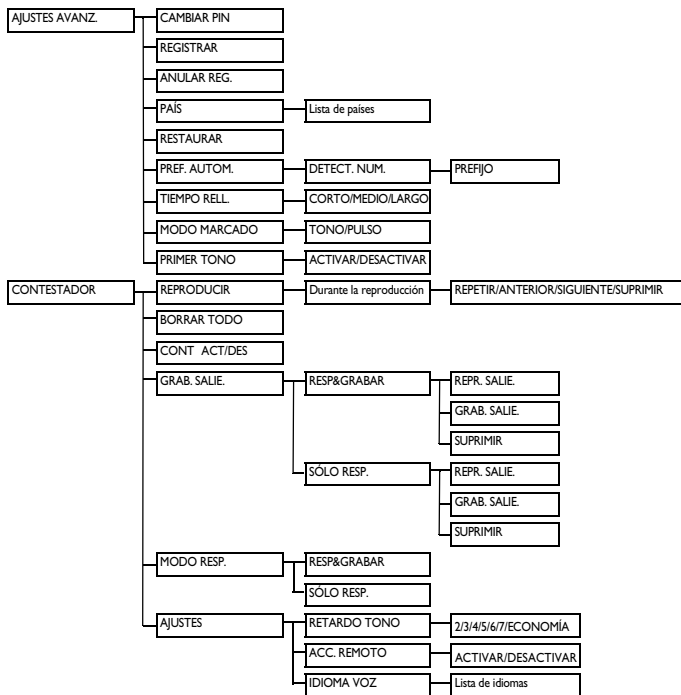 AJUSTES AVANZ.
CAMBIAR PIN
REGISTRAR
ANULAR REG.
PAÍS
Lista de países
RESTAURAR
PREF. AUTOM.
DETECT. NUM.
PREFIJO
TIEMPO RELL.
CORTO/MEDIO/LARGO
MODO MARCADO
TONO/PULSO
PRIMER TONO
ACTIVAR/DESACTIVAR
CONTESTADOR
REPRODUCIR
Durante la reproducción
REPETIR/ANTERIOR/SIGUIENTE/SUPRIMIR
BORRAR TODO
CONT ACT/DES
GRAB. SALIE.
RESP&GRABAR
REPR. SALIE.
GRAB. SALIE.
SUPRIMIR
SÓLO RESP.
REPR. SALIE.
GRAB. SALIE.
SUPRIMIR
MODO RESP.
RESP&GRABAR
SÓLO RESP.
AJUSTES
RETARDO TONO
2/3/4/5/6/7/ECONOMÍA
ACC. REMOTO
ACTIVAR/DESACTIVAR
IDIOMA VOZ
Lista de idiomas